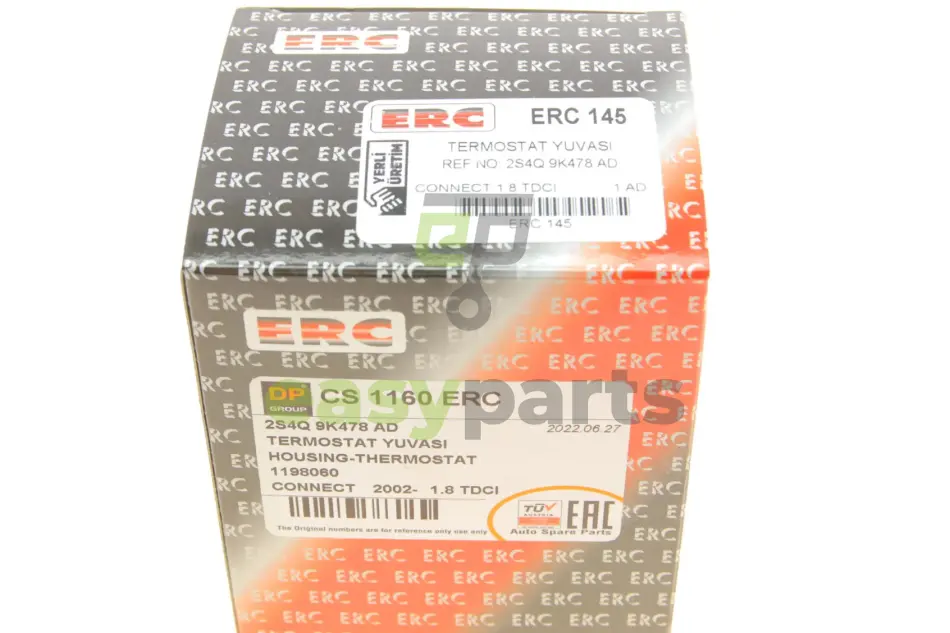 ERC
ERC ERC 145
TERMOSTAT YUVASI
REF NO: 2S4Q 9K478 AD
YERLİ
ÜRETİM
CONNECT 1.8 TDCI 1 AD
ERC 145
ERC
easyparts
DP
GROUP
CS 1160 ERC
2S4Q 9K478 AD 2022.06.27
TERMOSTAT YUVASI
HOUSING-THERMOSTAT
1198060
CONNECT 2002- 1.8 TDCI
TÜV
AUSTRIA
EAC
The Original numbers are for reference only use only
Auto Spare Parts